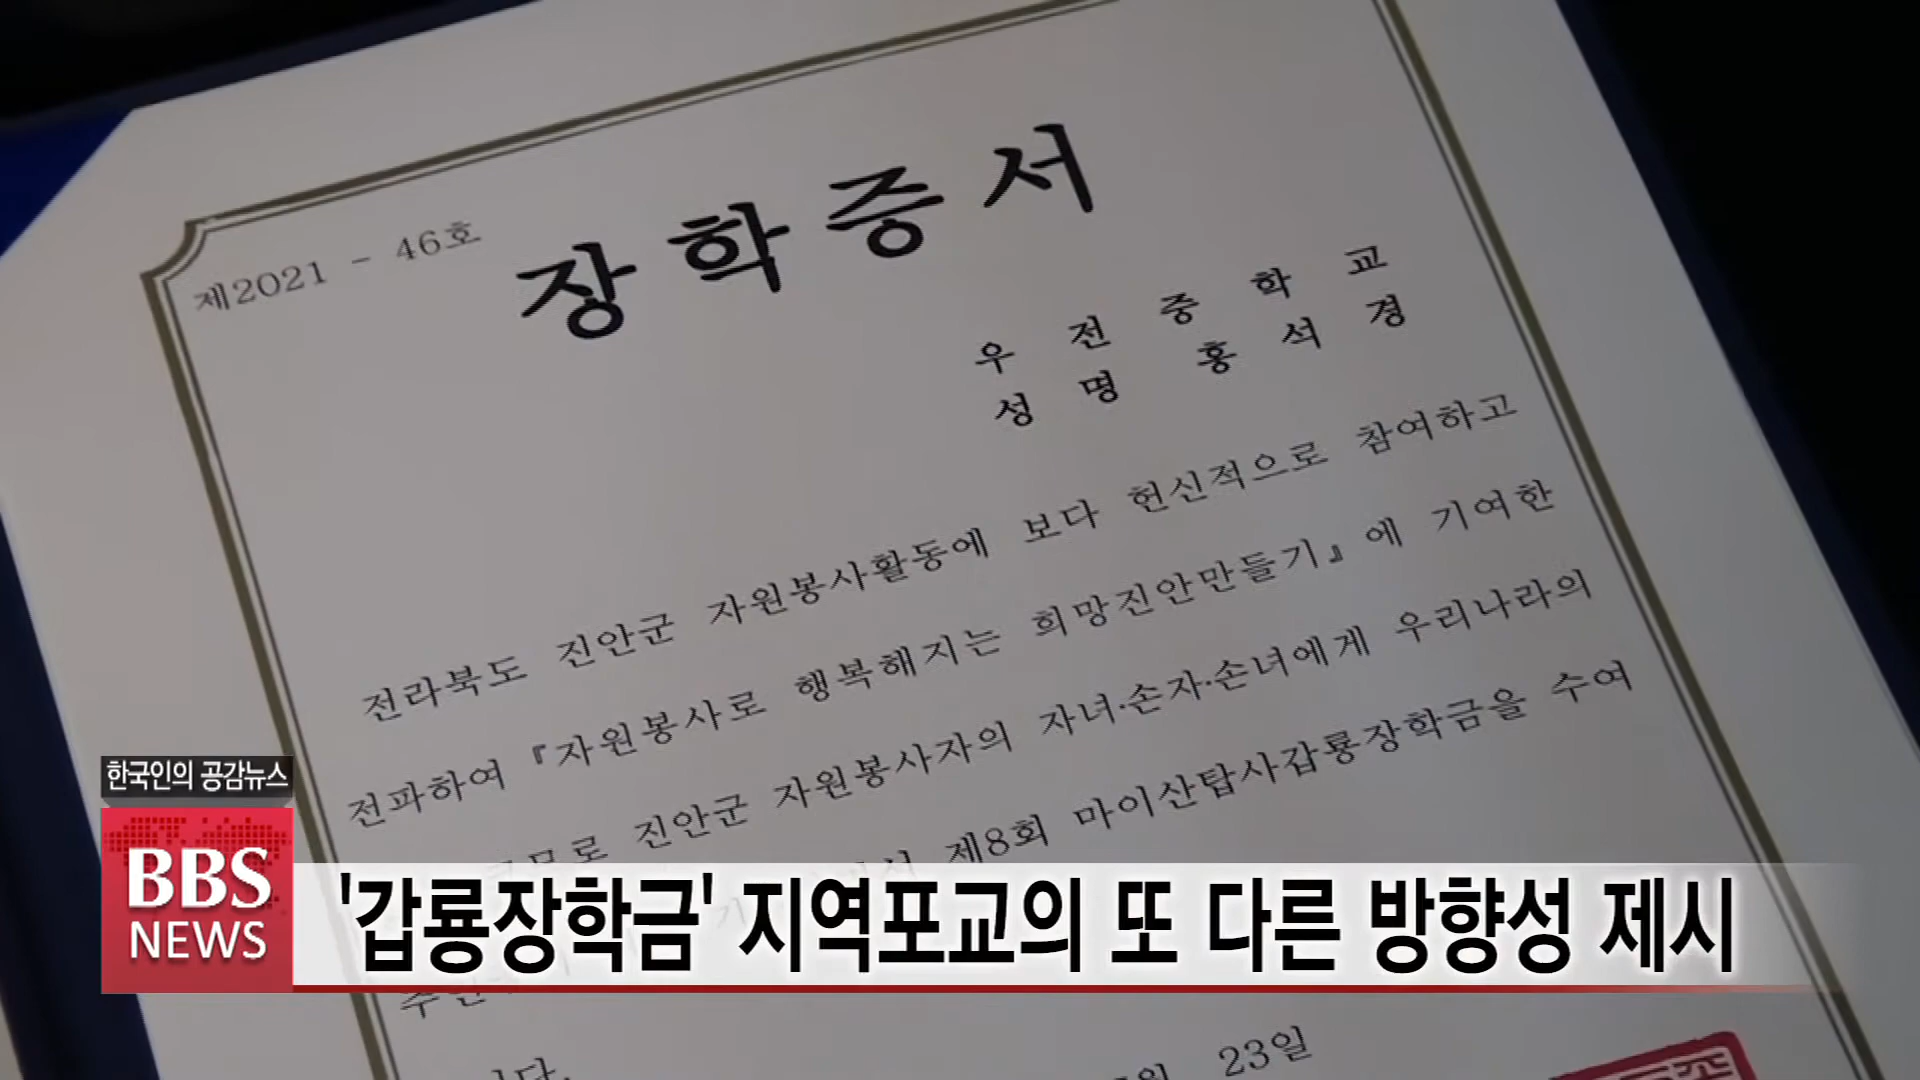 제2021 - 46호
장학증서
우전중학교
성명 홍석경
전라북도 진안군 자원봉사활동에 보다 헌신적으로 참여하고
전파하여 『자원봉사로 행복해지는 희망진안만들기』에 기여한
진안군 자원봉사자의 자녀·손자·손녀에게 우리나라의
제8회 마이산탑사갑룡장학금을 수여
23일
한국인의 공감뉴스
BBS
NEWS
'갑룡장학금' 지역포교의 또 다른 방향성 제시